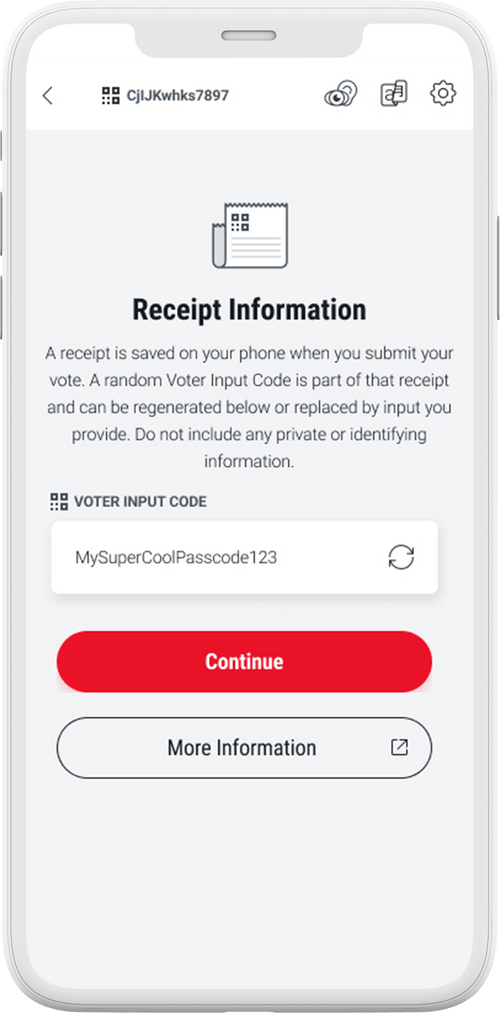 CjIJKwhks7897
Receipt Information
A receipt is saved on your phone when you submit your
vote. A random Voter Input Code is part of that receipt
and can be regenerated below or replaced by input you
provide. Do not include any private or identifying
information.
VOTER INPUT CODE
MySuperCoolPasscode123
Continue
More Information